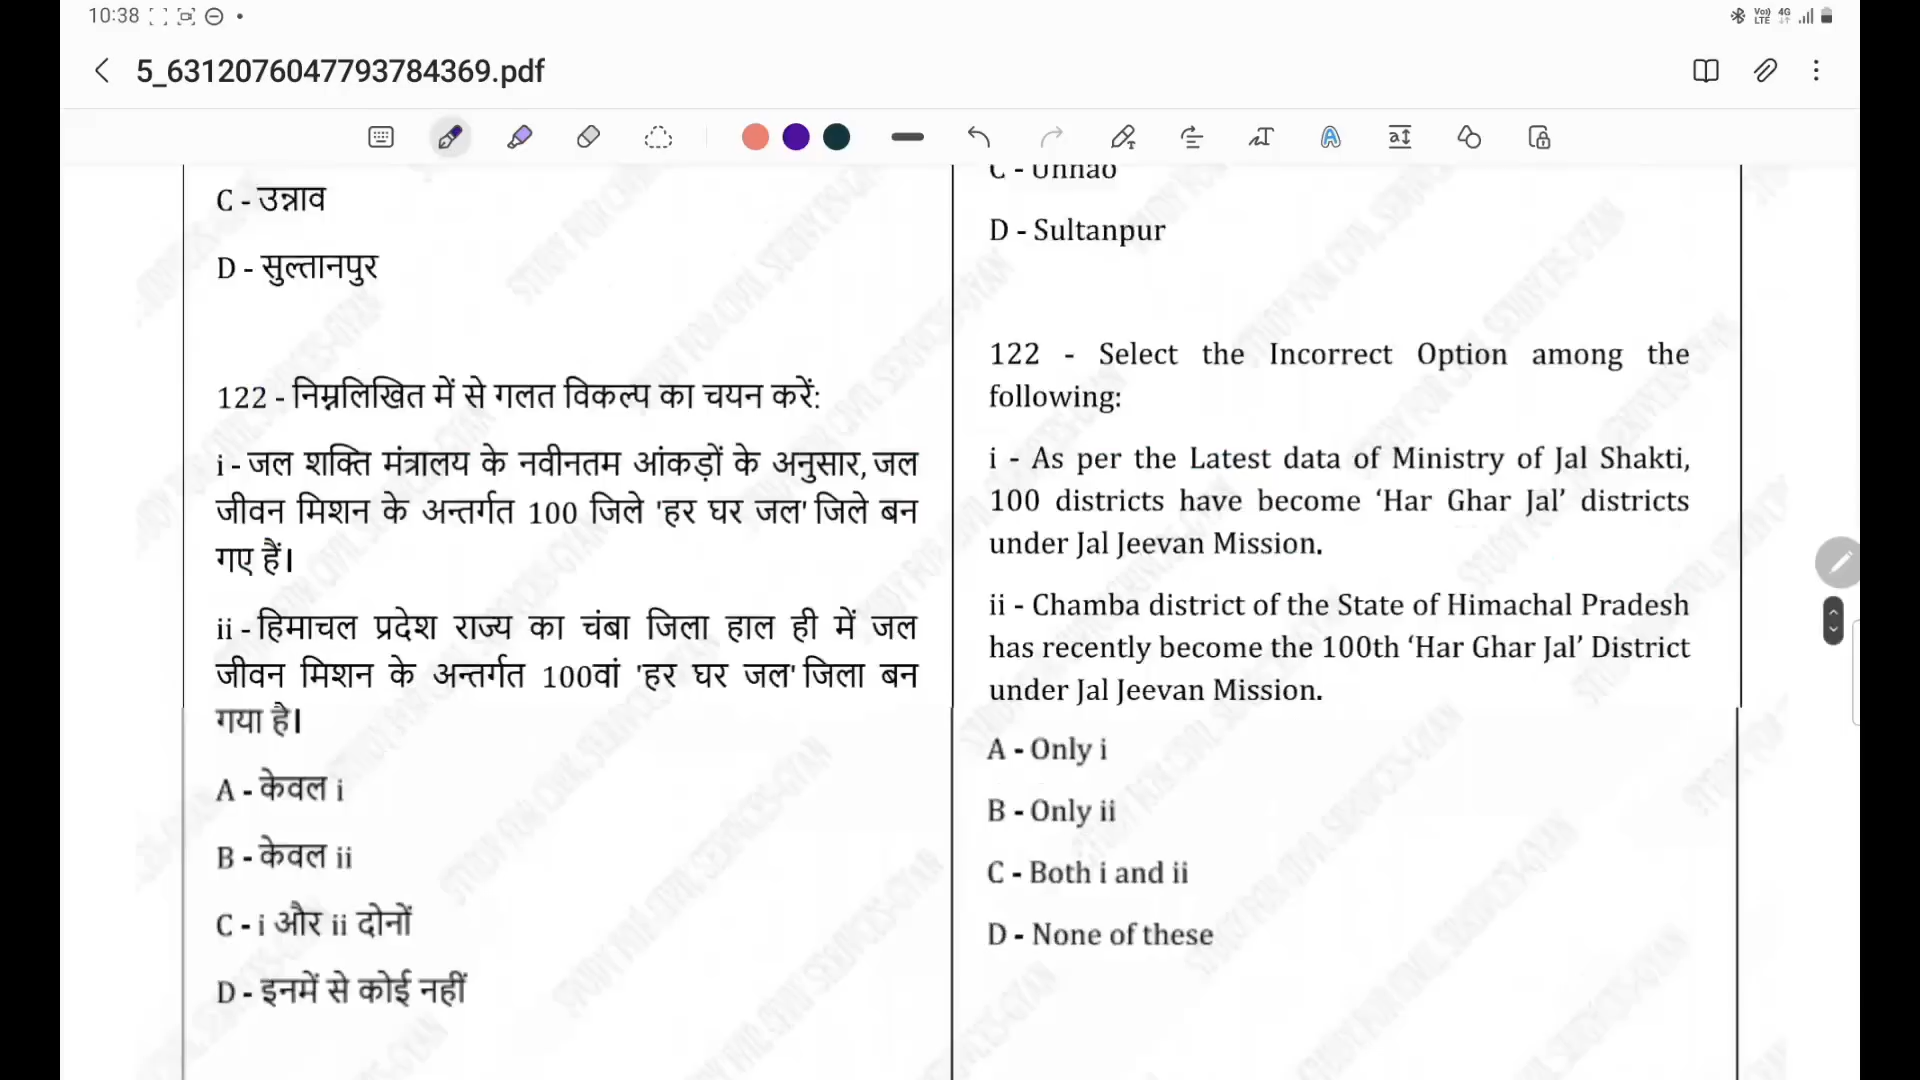 10:38
Vo)) LTE 4G
5_6312076047793784369.pdf
C - उन्नाव
D - सुल्तानपुर
122 - निम्नलिखित में से गलत विकल्प का चयन करें:
i - जल शक्ति मंत्रालय के नवीनतम आंकड़ों के अनुसार, जल
जीवन मिशन के अन्तर्गत 100 जिले 'हर घर जल' जिले बन
गए हैं।
ii - हिमाचल प्रदेश राज्य का चंबा जिला हाल ही में जल
जीवन मिशन के अन्तर्गत 100वां 'हर घर जल' जिला बन
गया है।
A - केवल i
B - केवल ii
C - i और ii दोनों
D - इनमें से कोई नहीं
C - Unnao
D - Sultanpur
122 - Select the Incorrect Option among the
following:
i - As per the Latest data of Ministry of Jal Shakti,
100 districts have become ‘Har Ghar Jal’ districts
under Jal Jeevan Mission.
ii - Chamba district of the State of Himachal Pradesh
has recently become the 100th ‘Har Ghar Jal’ District
under Jal Jeevan Mission.
A - Only i
B - Only ii
C - Both i and ii
D - None of these